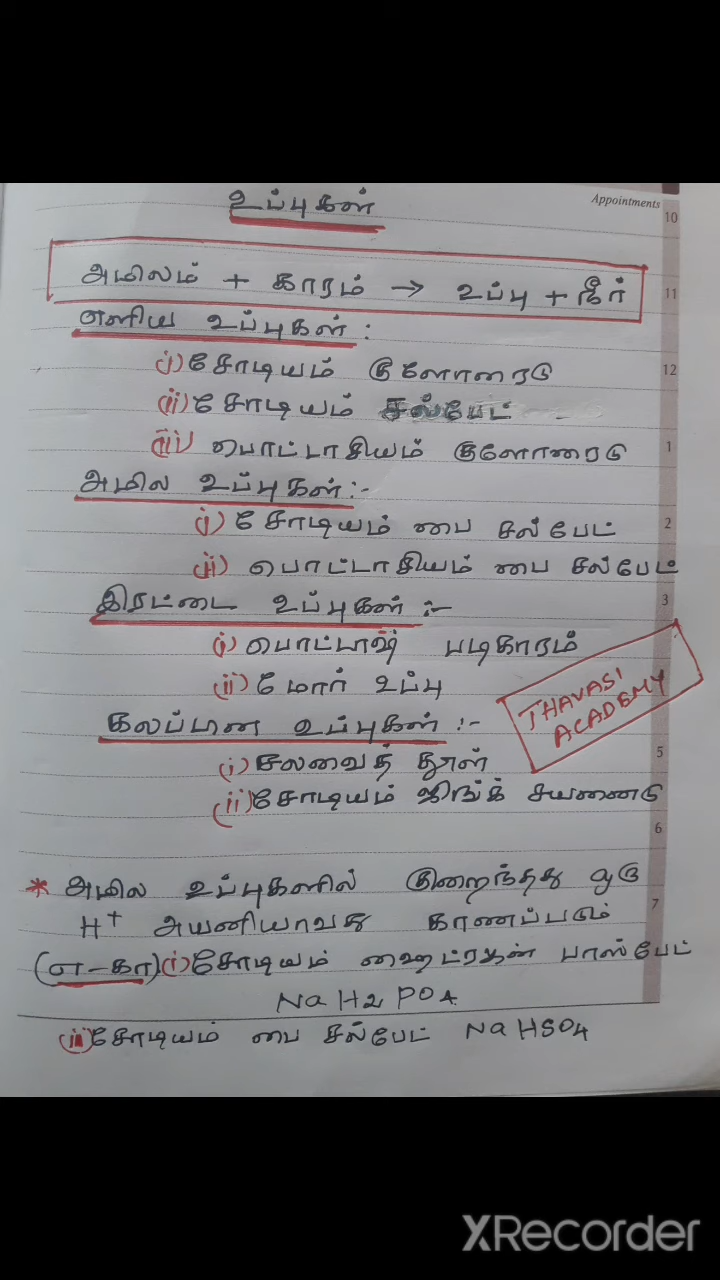 Appointments
உப்புகள்
10
அமிலம் + காரம் → உப்பு + நீர்
11
எளிய உப்புகள் :
i) சோடியம் குளோரைடு
12
ii) சோடியம் சல்பேட்
iii) பொட்டாசியம் குளோரைடு
1
அமில உப்புகள் :-
i) சோடியம் பை சல்பேட்
2
ii) பொட்டாசியம் பை சல்பேட்
இரட்டை உப்புகள் :-
3
i) பொட்டாஷ் படிகாரம்
ii) மோர் உப்பு
THAVASI
ACADEMY
கலப்பன உப்புகள் :-
i) சலவைத் தூள்
5
ii) சோடியம் ஜிங்க் சயனைடு
6
* அமில உப்புகளில் குறைந்தது ஒரு
H+ அயனியாவது காணப்படும்
7
(எ-கா) i) சோடியம் ஹைட்ரஜன் பாஸ்பேட்
NaH2PO4
ii) சோடியம் பை சல்பேட் NaHSO4
XRecorder